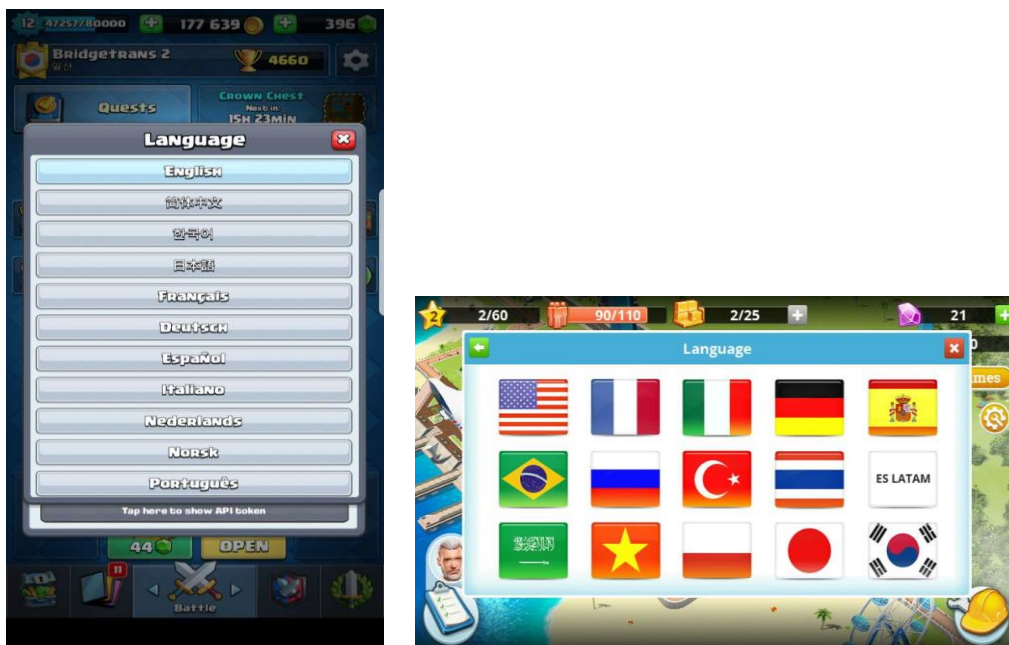 12 47257/80000 177 639 396
BRidgetRaNs 2
일산
4660
Quests
CROWN CHEST
Next in:
15H 23MIN
LaNguage
ENglisH
简体中文
한국어
日本語
FRaNçais
DeutscH
EspaÑol
ItaliaNO
NedeRlaNds
NoRsk
PoRtuguês
Tap here to show API token
44 OPEN
11
Battle
2 2/60 90/110 2/25 21
Language
ES LATAM